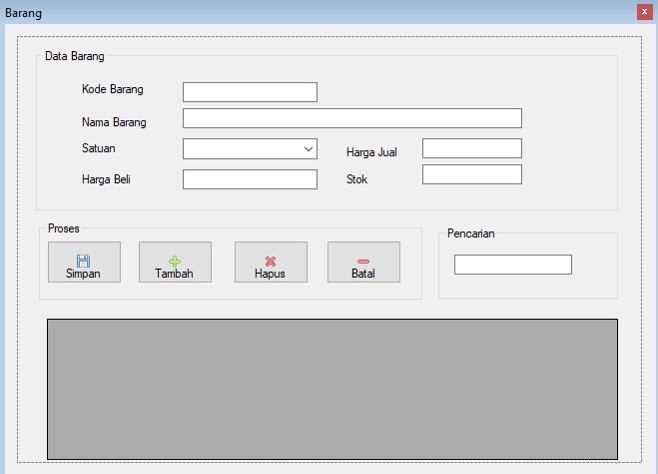 Barang
Data Barang
Kode Barang
Nama Barang
Satuan
Harga Jual
Harga Beli
Stok
Proses
Simpan
Tambah
Hapus
Batal
Pencarian